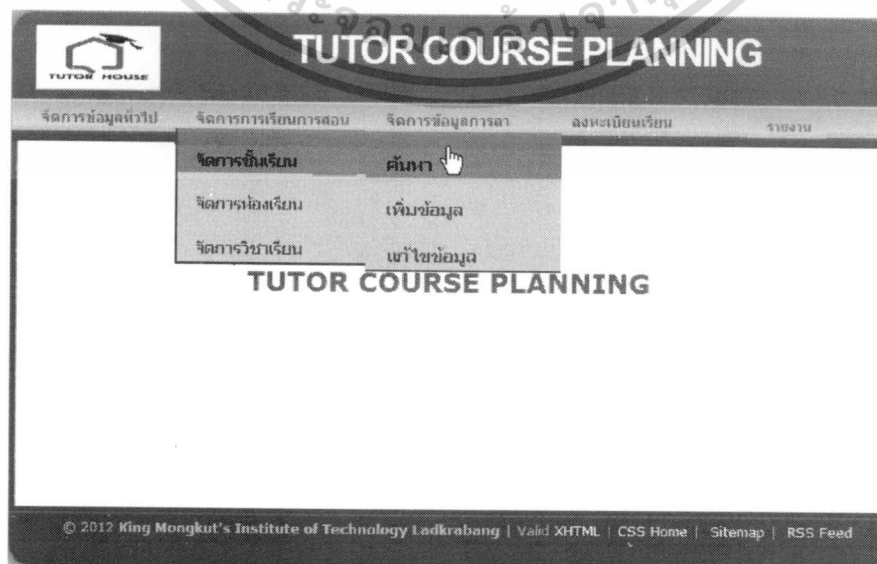 TUTOR COURSE PLANNING
TUTOR HOUSE
จัดการข้อมูลทั่วไป จัดการการเรียนการสอน จัดการข้อมูลการลา ลงทะเบียนเรียน รายงาน
จัดการชั้นเรียน ค้นหา
จัดการห้องเรียน เพิ่มข้อมูล
จัดการวิชาเรียน แก้ไขข้อมูล
TUTOR COURSE PLANNING
© 2012 King Mongkut's Institute of Technology Ladkrabang | Valid XHTML | CSS Home | Sitemap | RSS Feed